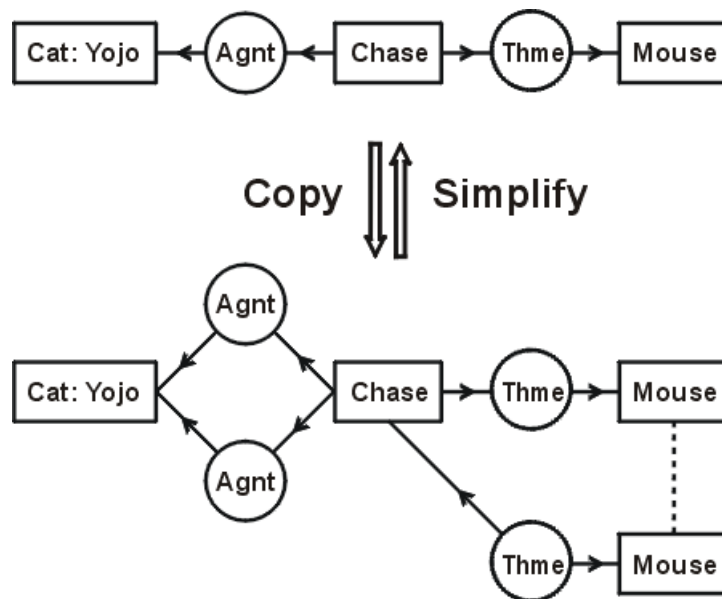 Cat: Yojo Agnt Chase Thme Mouse
Copy Simplify
Agnt
Cat: Yojo Chase Thme Mouse
Agnt
Thme Mouse